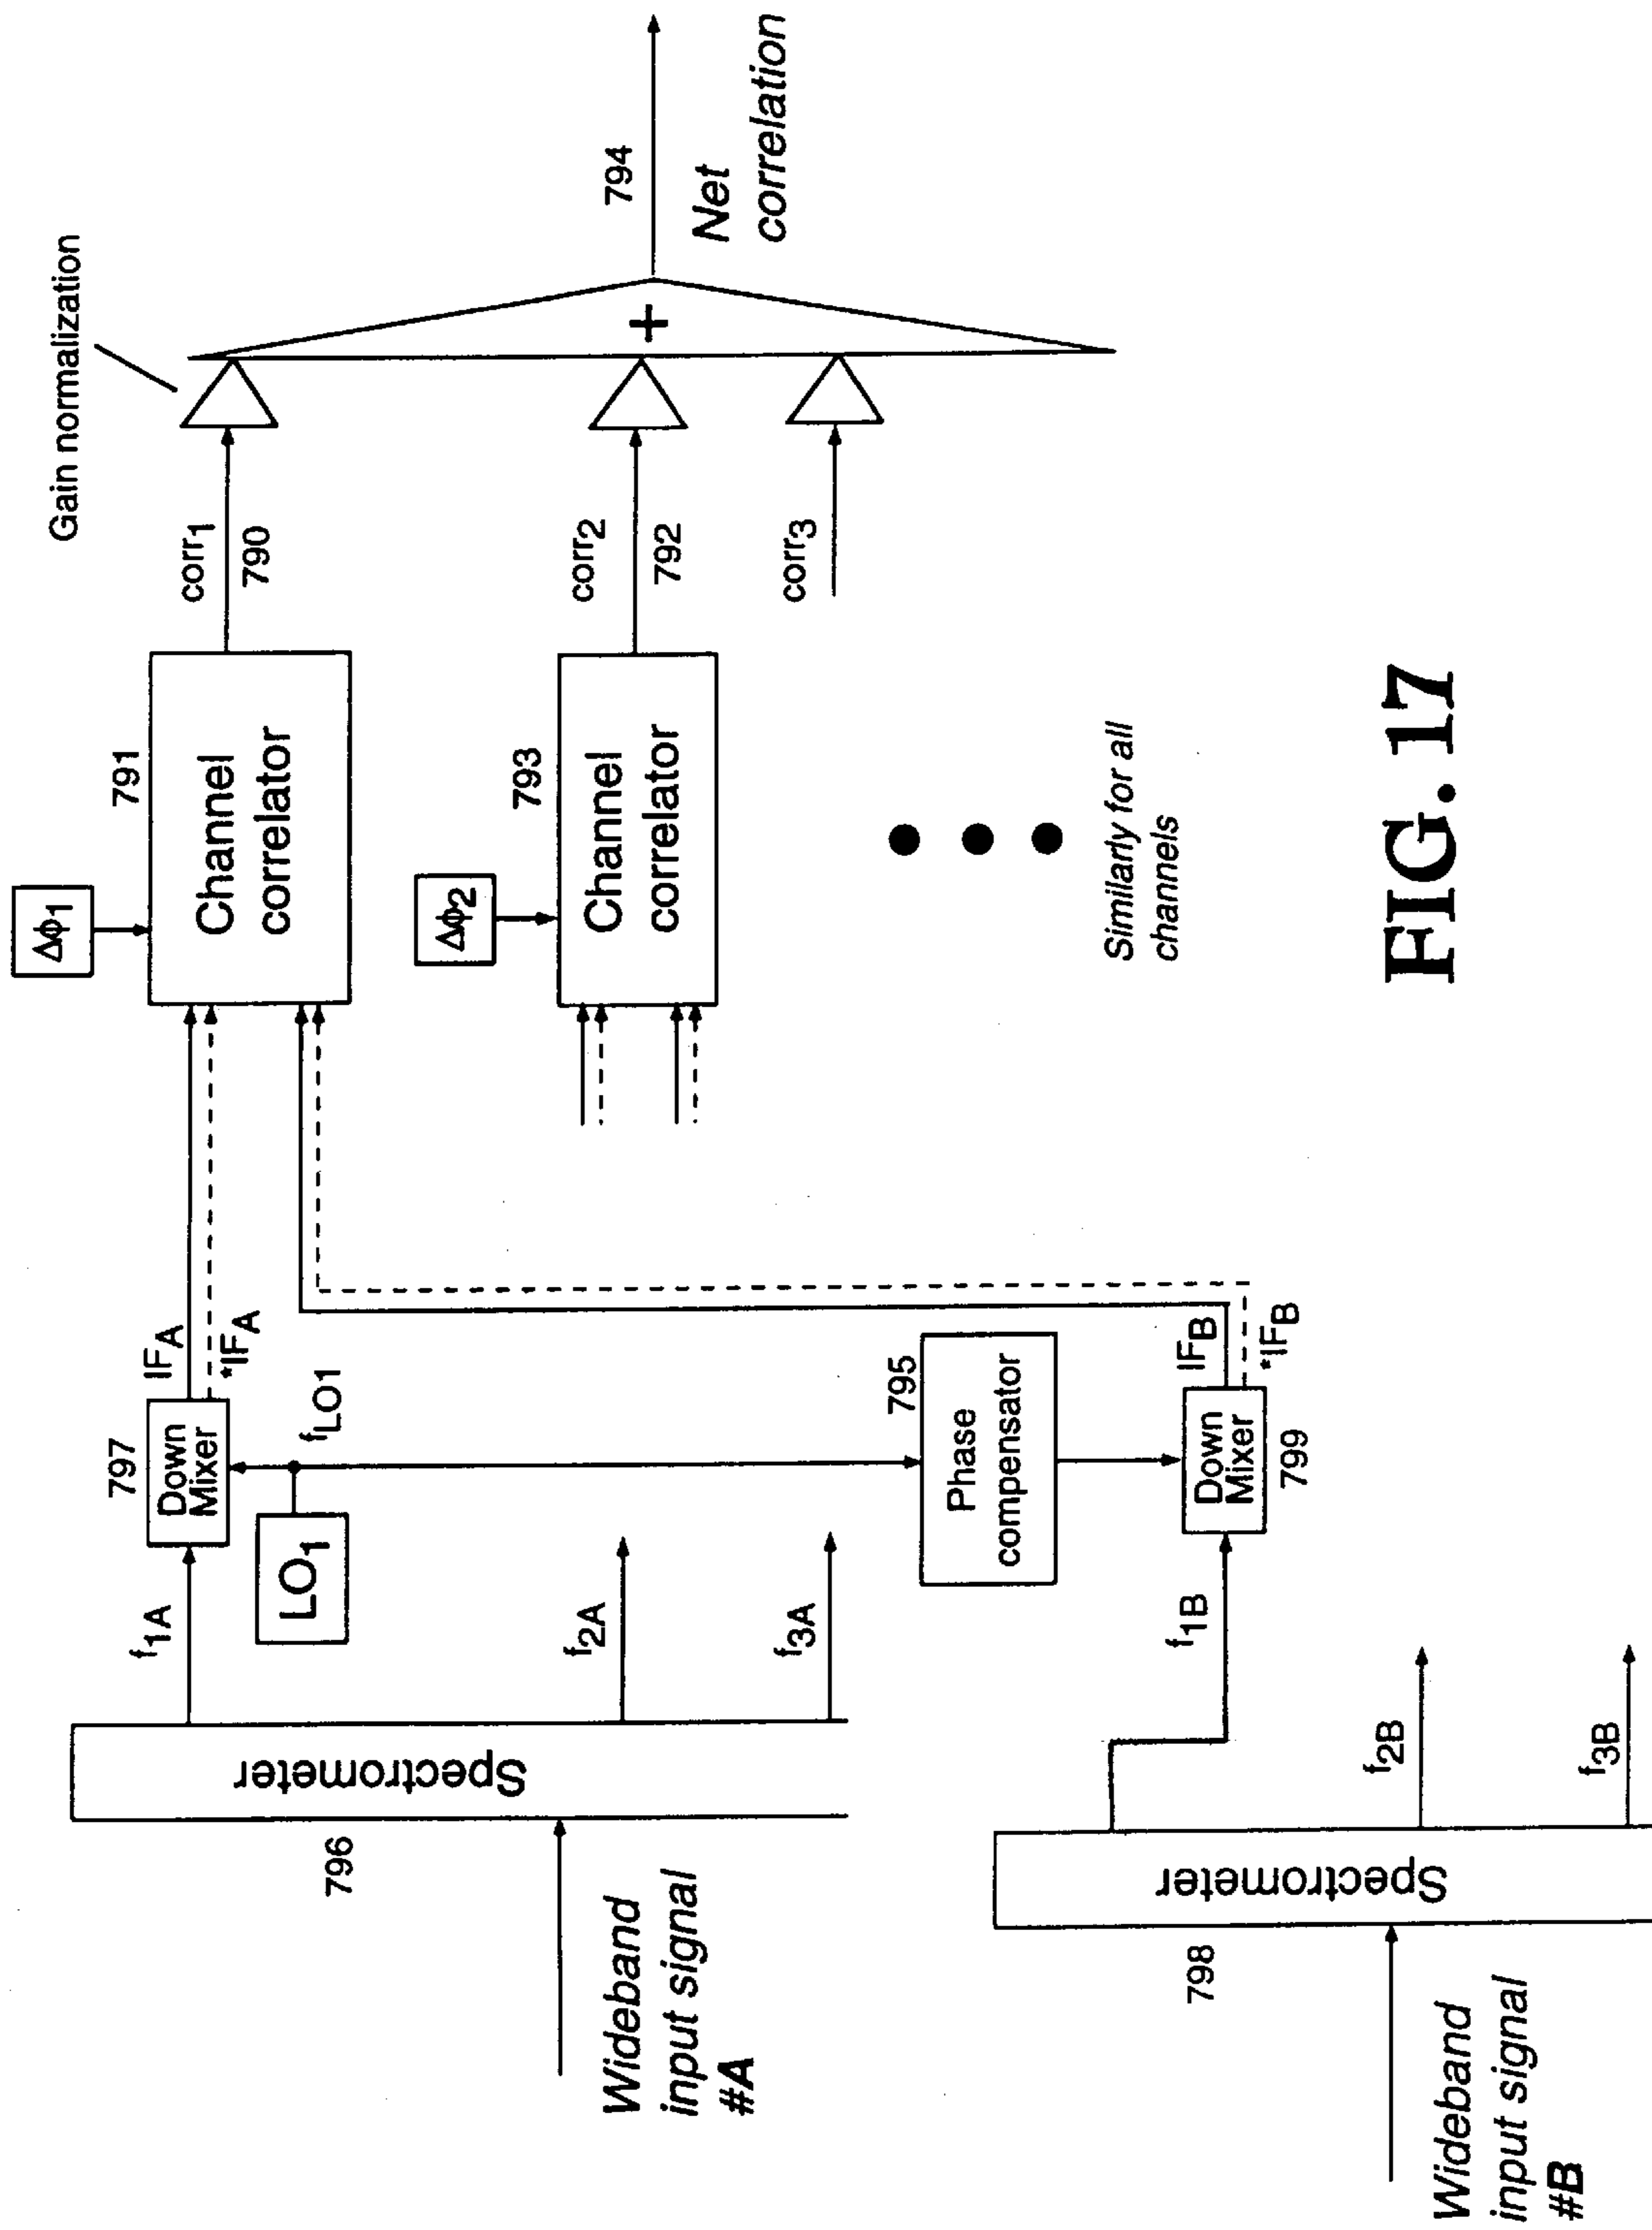 Gain normalization
Δϕ1
791
Channel
correlator
corr1
790
Δϕ2
793
Channel
correlator
corr2
792
corr3
+
794
Net
correlation
Similarly for all
channels
Wideband
input signal
#A
796
Spectrometer
f1A
f2A
f3A
797
Down
Mixer
IFA
*IFA
LO1
fLO1
795
Phase
compensator
Wideband
input signal
#B
798
Spectrometer
f1B
f2B
f3B
Down
Mixer
799
IFB
*IFB
FIG. 17